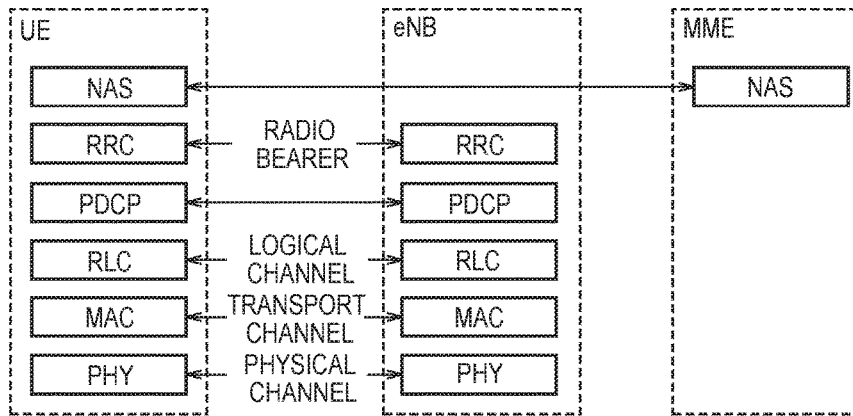 UE
eNB
MME
NAS
NAS
RRC
RADIO
BEARER
RRC
PDCP
PDCP
RLC
LOGICAL
CHANNEL
RLC
MAC
TRANSPORT
CHANNEL
MAC
PHY
PHYSICAL
CHANNEL
PHY